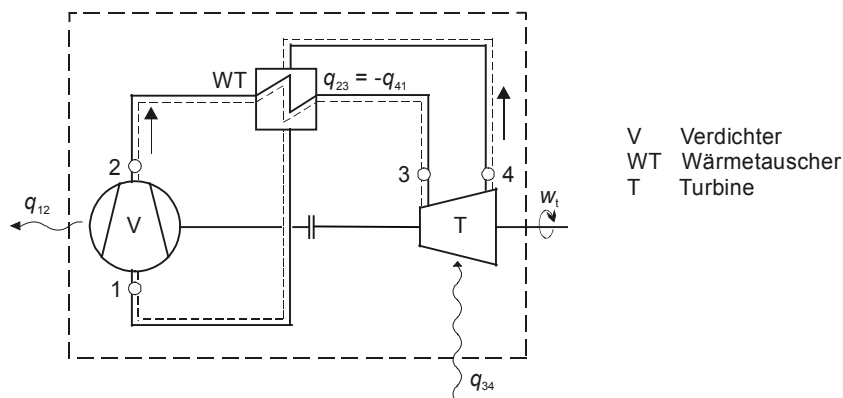 WT
q23 = -q41
2
3
4
q12
V
T
wt
1
q34
V Verdichter
WT Wärmetauscher
T Turbine